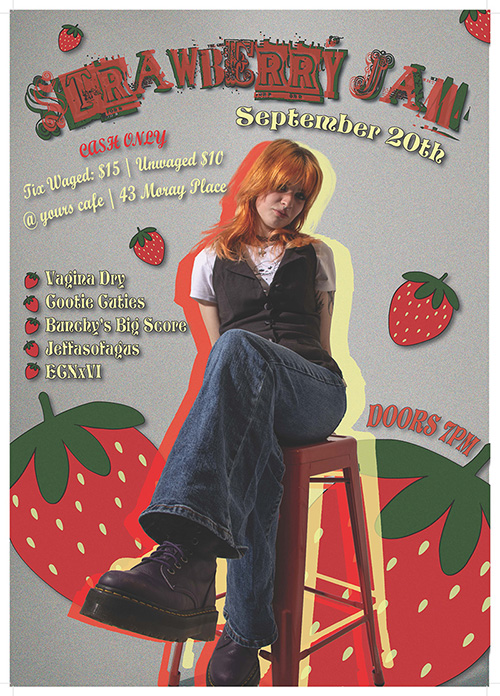 STRAWBERRY JAM
September 20th
CASH ONLY
Tix Waged: $15 | Unwaged $10
@ yours cafe | 43 Moray Place
Vagina Dry
Cootie Cuties
Bunchy's Big Score
Jeffasofagus
EGNxVI
DOORS 7PM